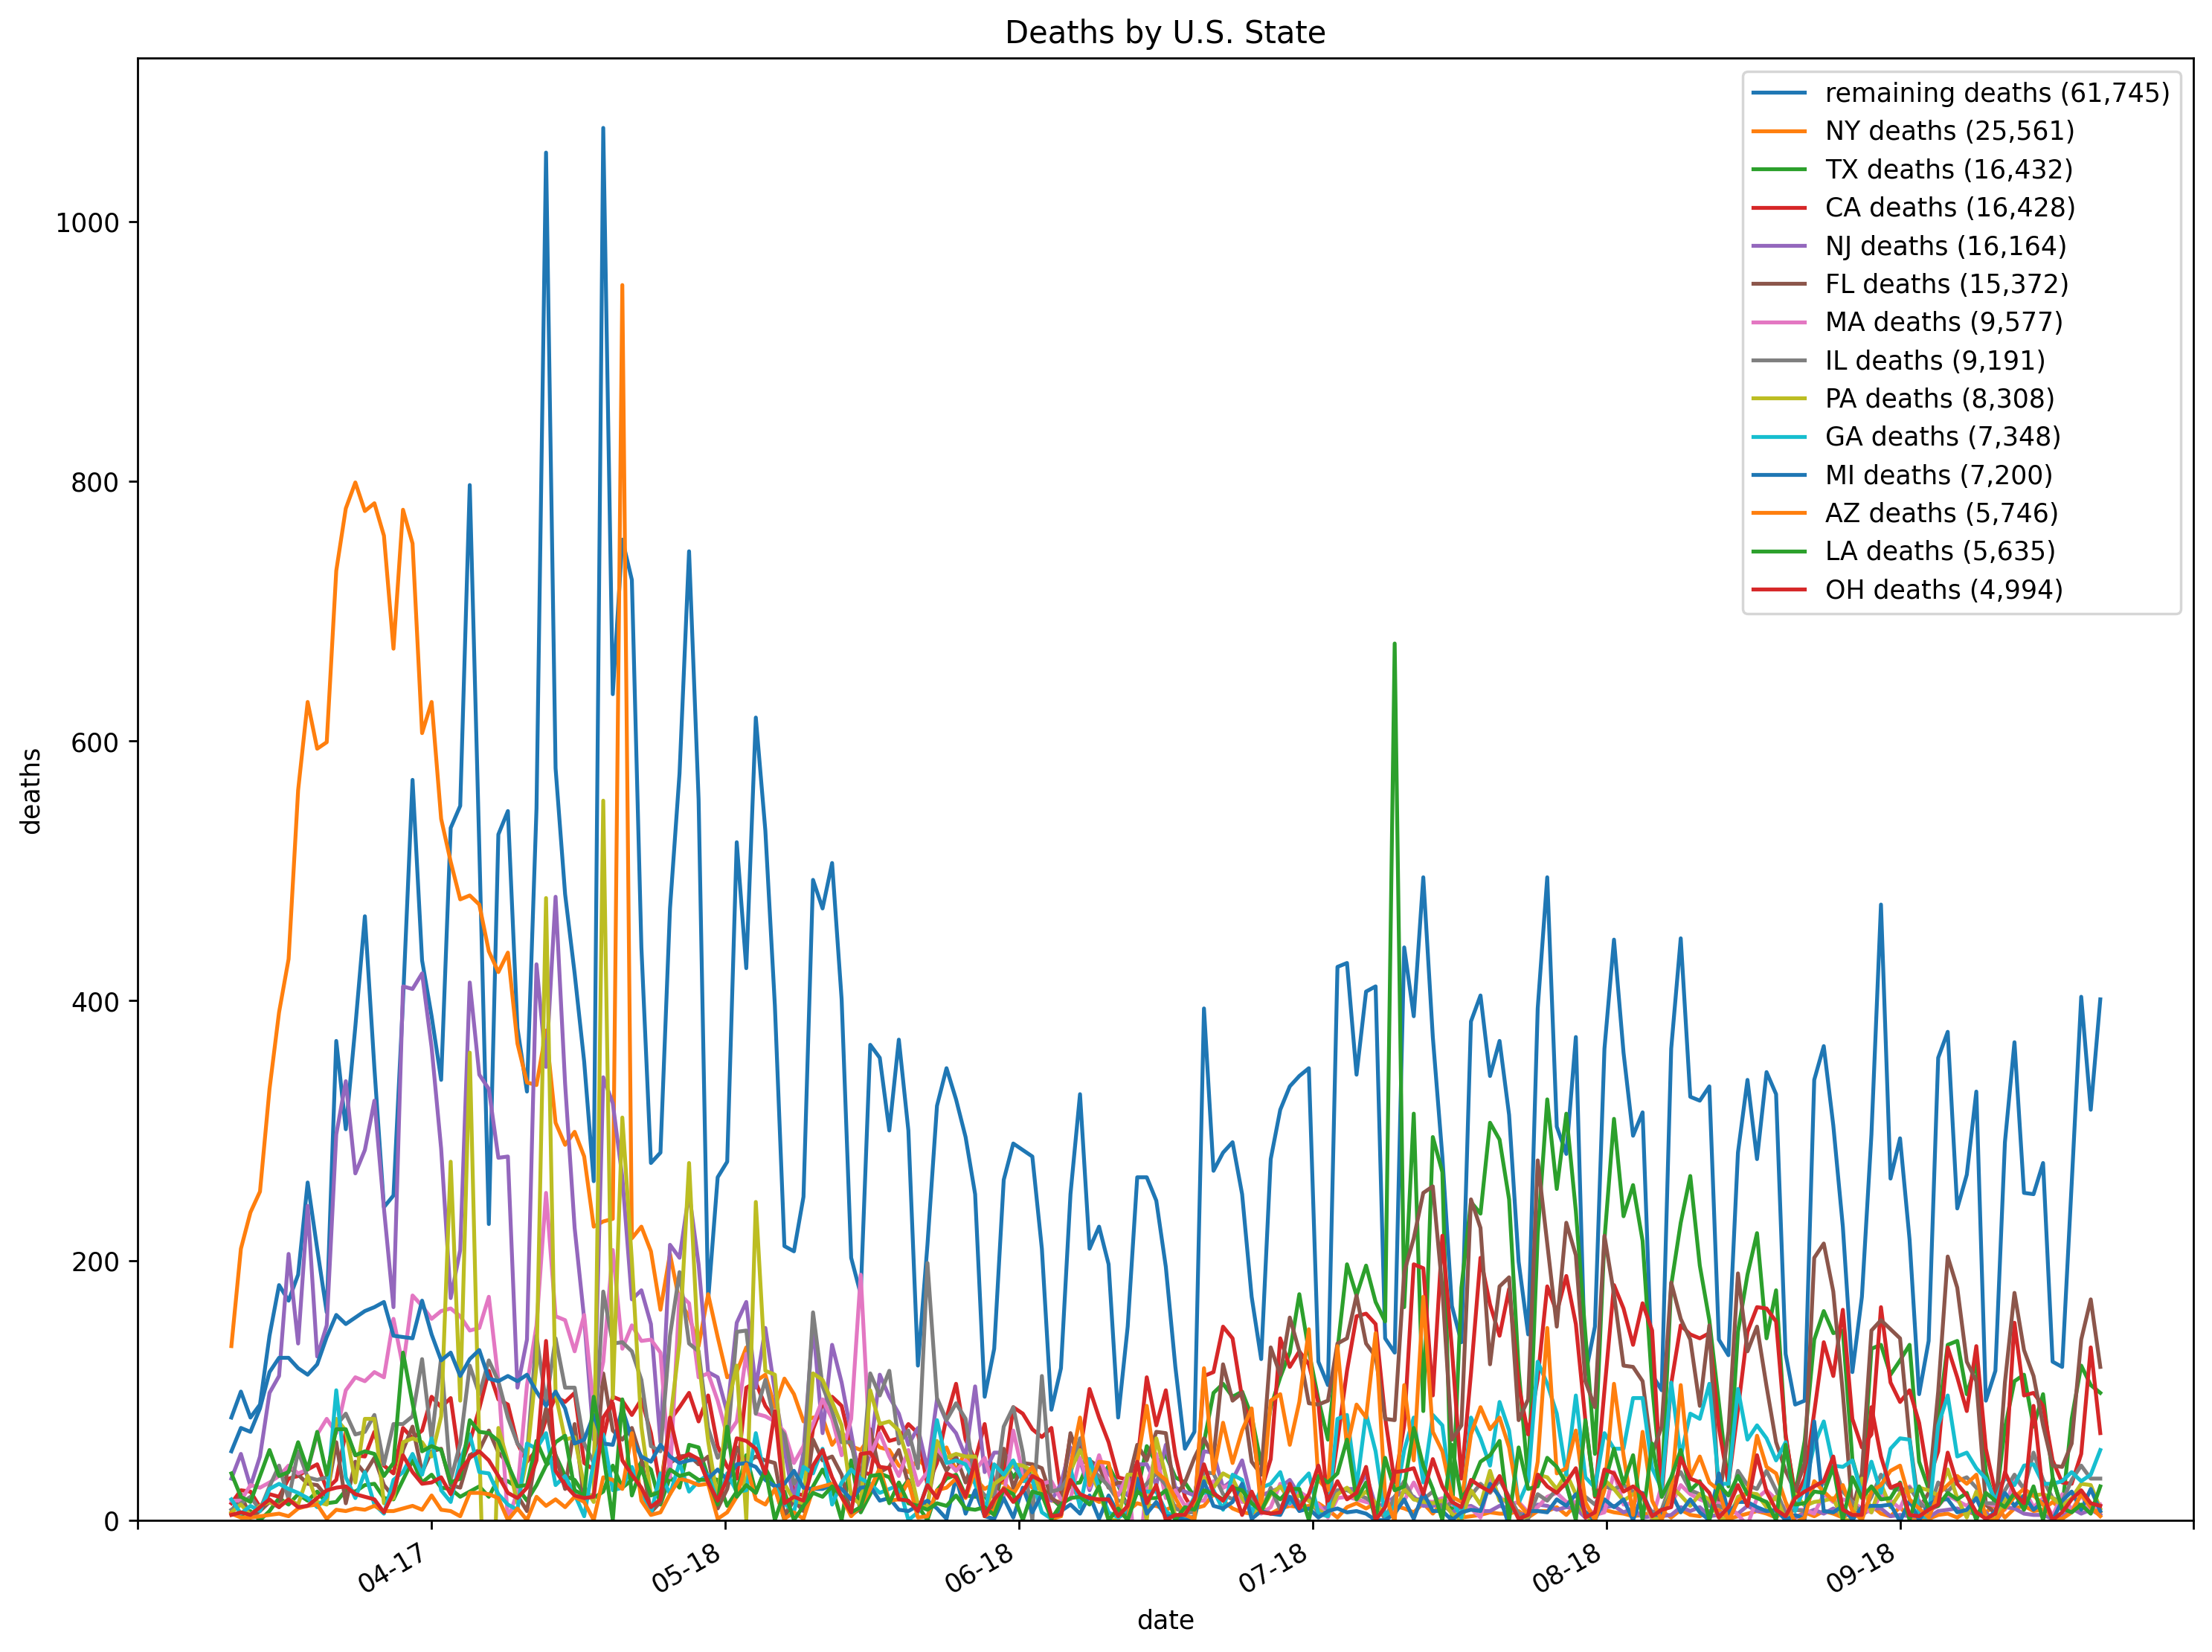 Deaths by U.S. State
remaining deaths (61,745)
NY deaths (25,561)
TX deaths (16,432)
CA deaths (16,428)
NJ deaths (16,164)
FL deaths (15,372)
MA deaths (9,577)
IL deaths (9,191)
PA deaths (8,308)
GA deaths (7,348)
MI deaths (7,200)
AZ deaths (5,746)
LA deaths (5,635)
OH deaths (4,994)
deaths
1000
800
600
400
200
0
04-17
05-18
06-18
07-18
08-18
09-18
date